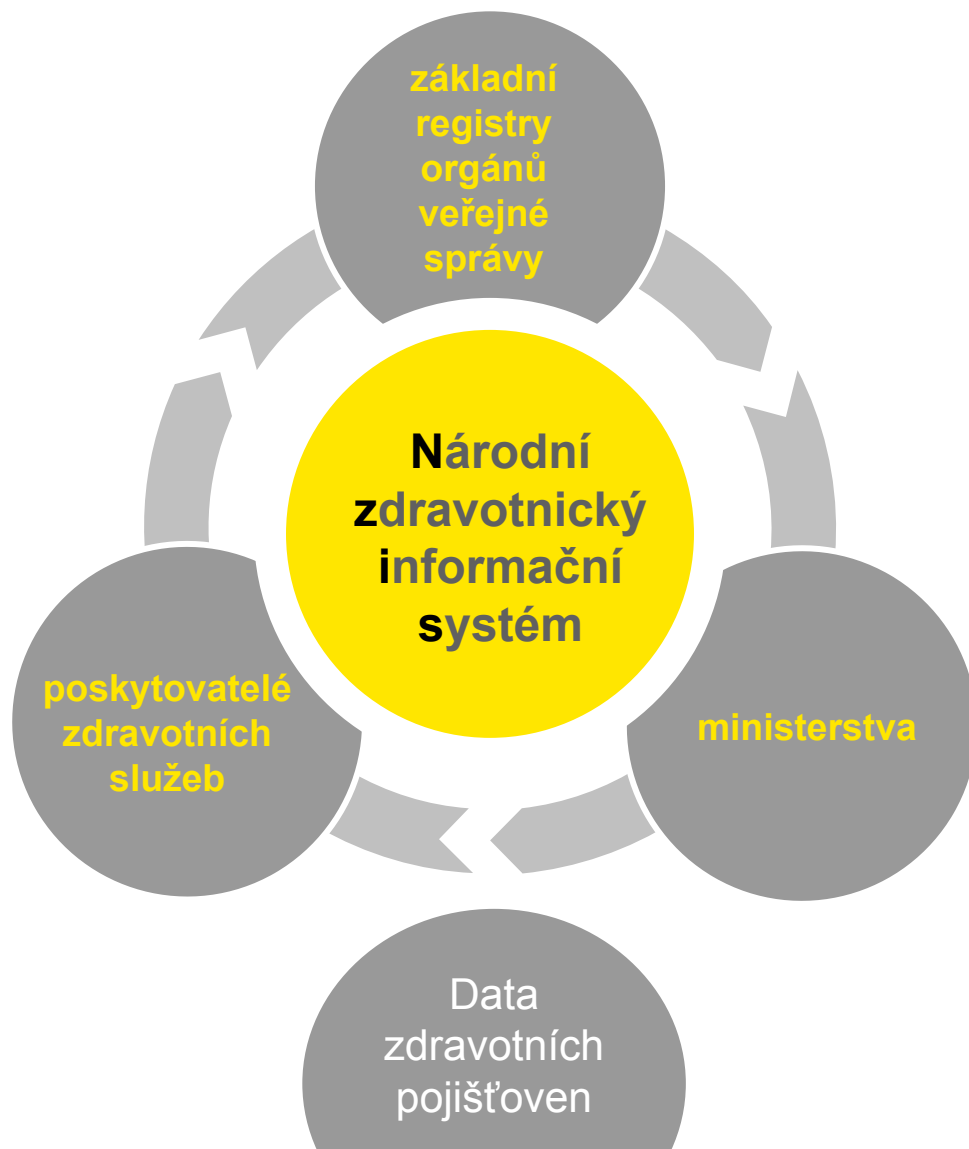 základní
registry
orgánů
veřejné
správy
Národní
zdravotnický
informační
systém
poskytovatelé
zdravotních
služeb
ministerstva
Data
zdravotních
pojišťoven